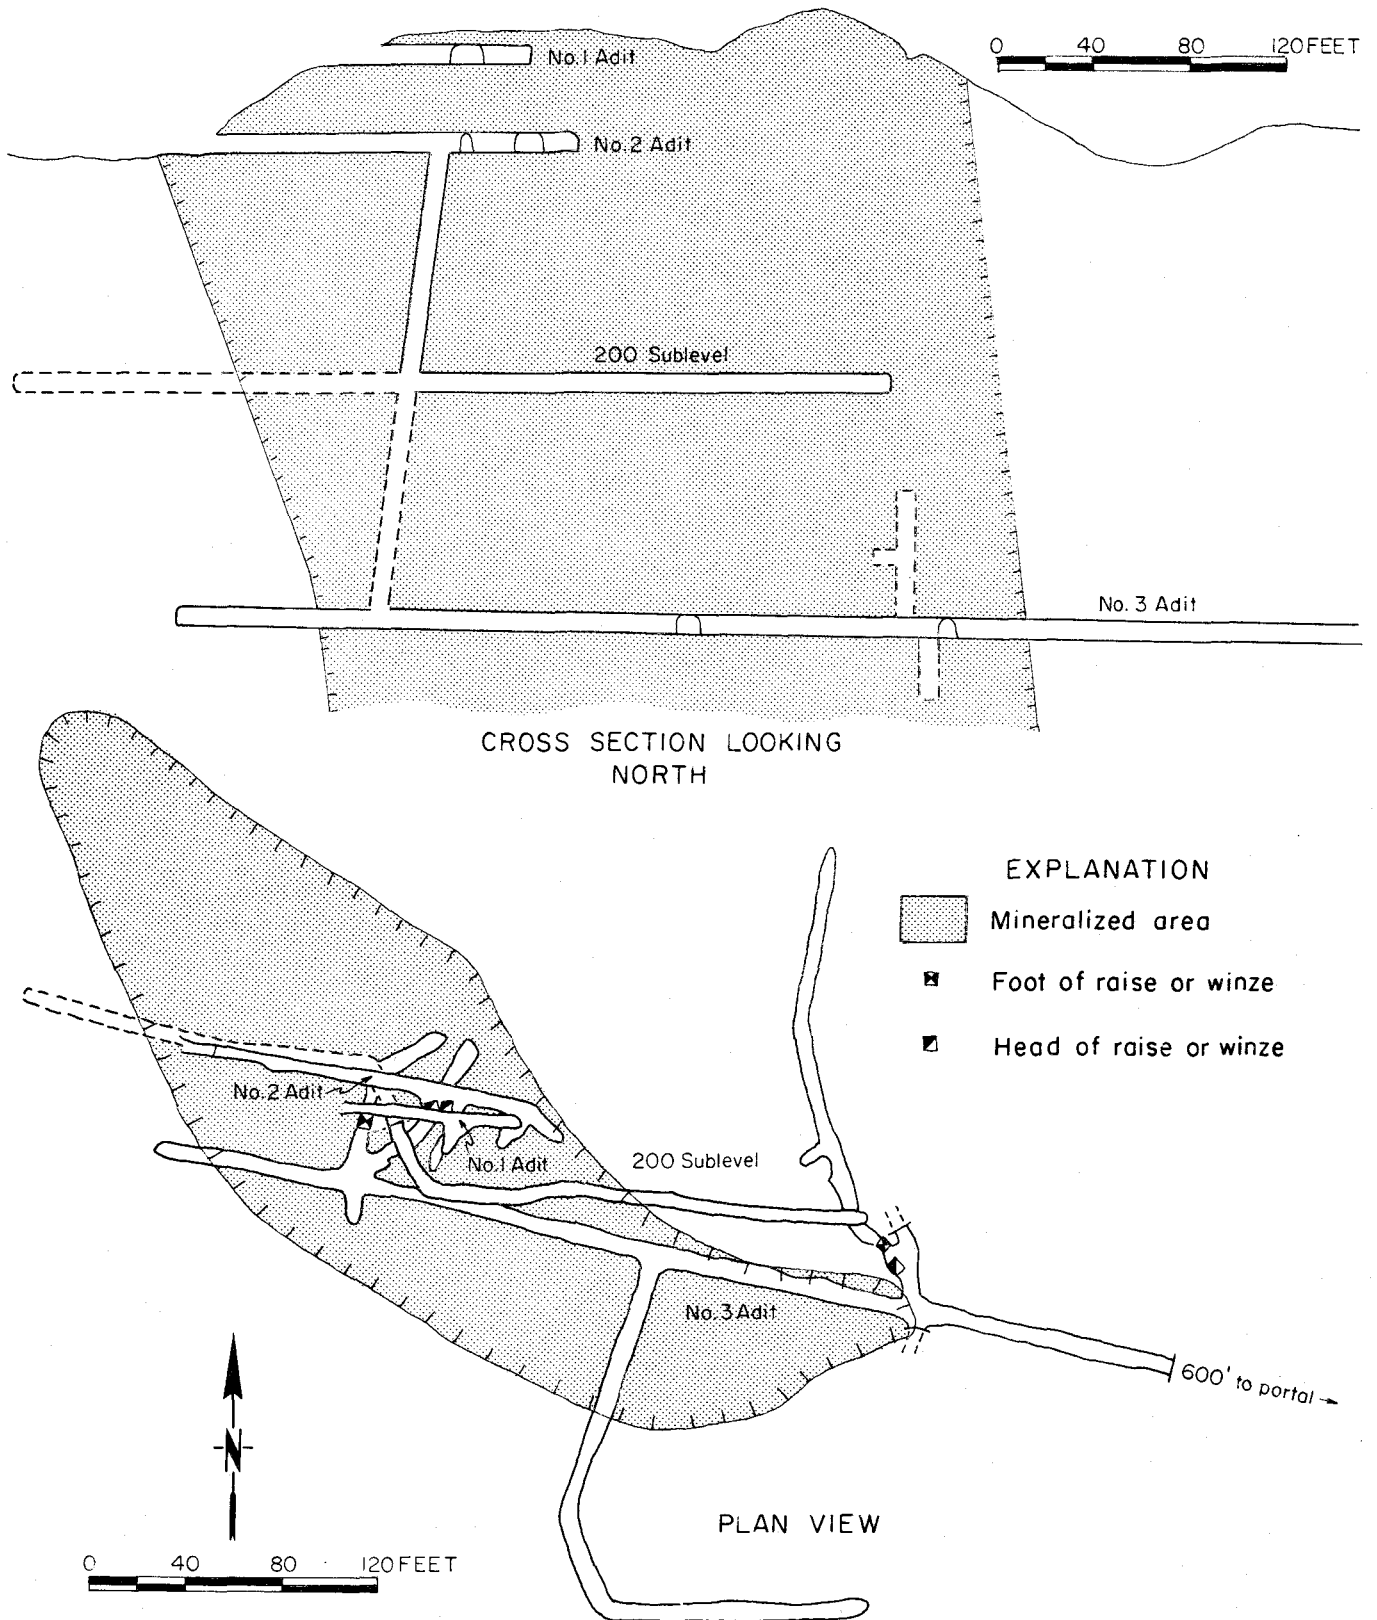 No.1 Adit
0 40 80 120 FEET
No.2 Adit
200 Sublevel
No. 3 Adit
CROSS SECTION LOOKING
NORTH
EXPLANATION
Mineralized area
Foot of raise or winze
Head of raise or winze
No.2 Adit
No.1 Adit
200 Sublevel
No.3 Adit
600' to portal
N
PLAN VIEW
0 40 80 120 FEET